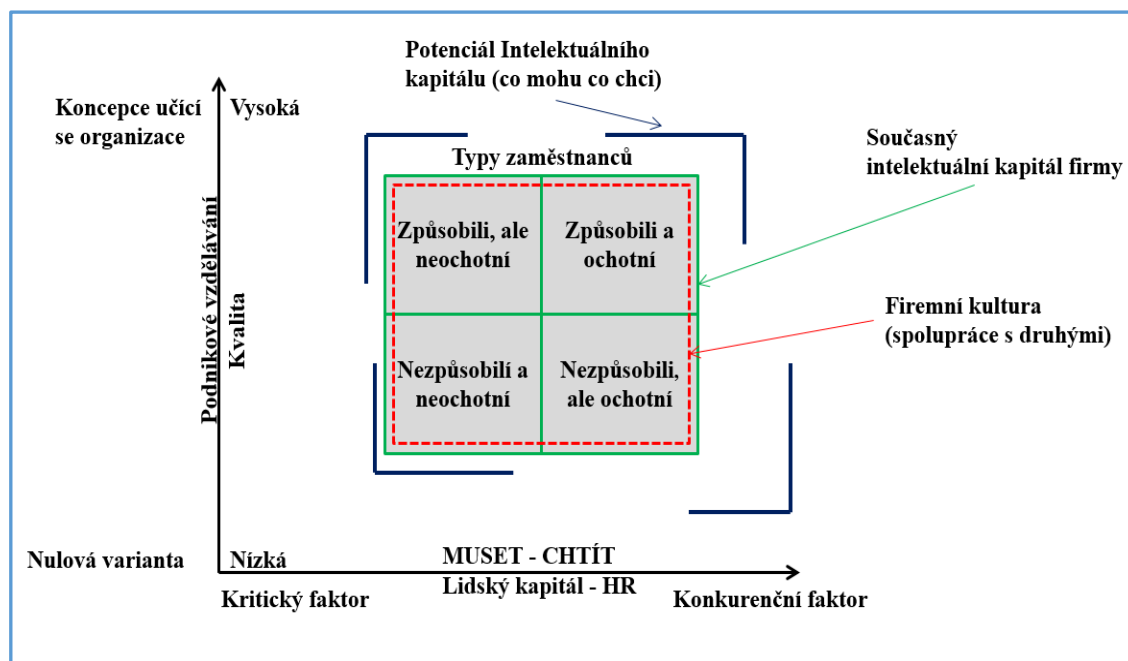 Potenciál Intelektuálního
kapitálu (co mohu co chci)
Koncepce učící
se organizace
Vysoká
Současný
intelektuální kapitál firmy
Typy zaměstnanců
Způsobili, ale
neochotní
Způsobili a
ochotní
Podnikové vzdělávání
Kvalita
Firemní kultura
(spolupráce s druhými)
Nezpůsobilí a
neochotní
Nezpůsobili,
ale ochotní
Nulová varianta
Nízká
MUSET - CHTÍT
Lidský kapitál - HR
Kritický faktor
Konkurenční faktor